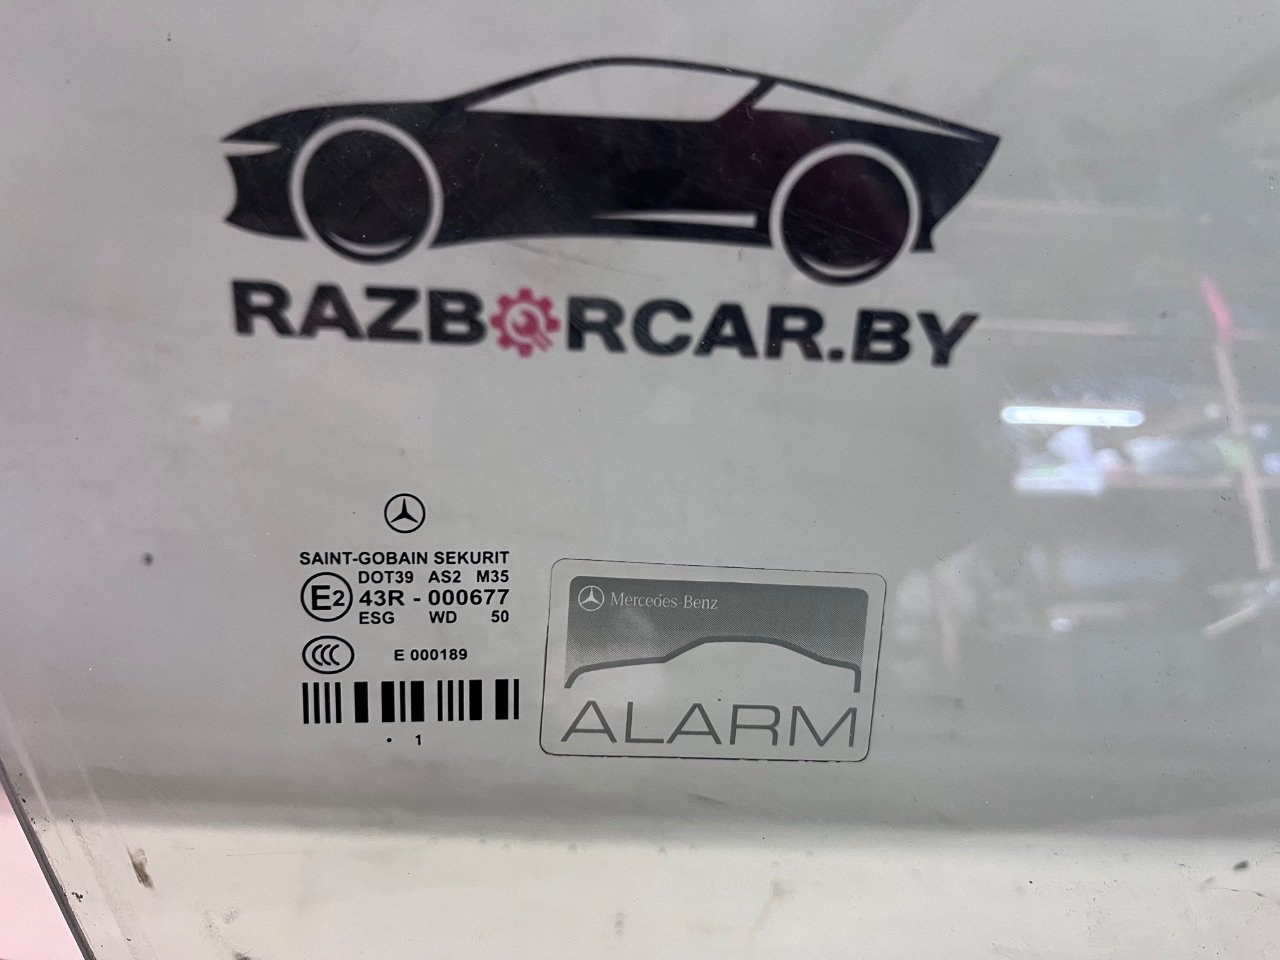 RAZBORCAR.BY
SAINT-GOBAIN SEKURIT
DOT39 AS2 M35
E2 43R - 000677
ESG WD 50
CCC E 000189
. 1
Mercedes-Benz
ALARM